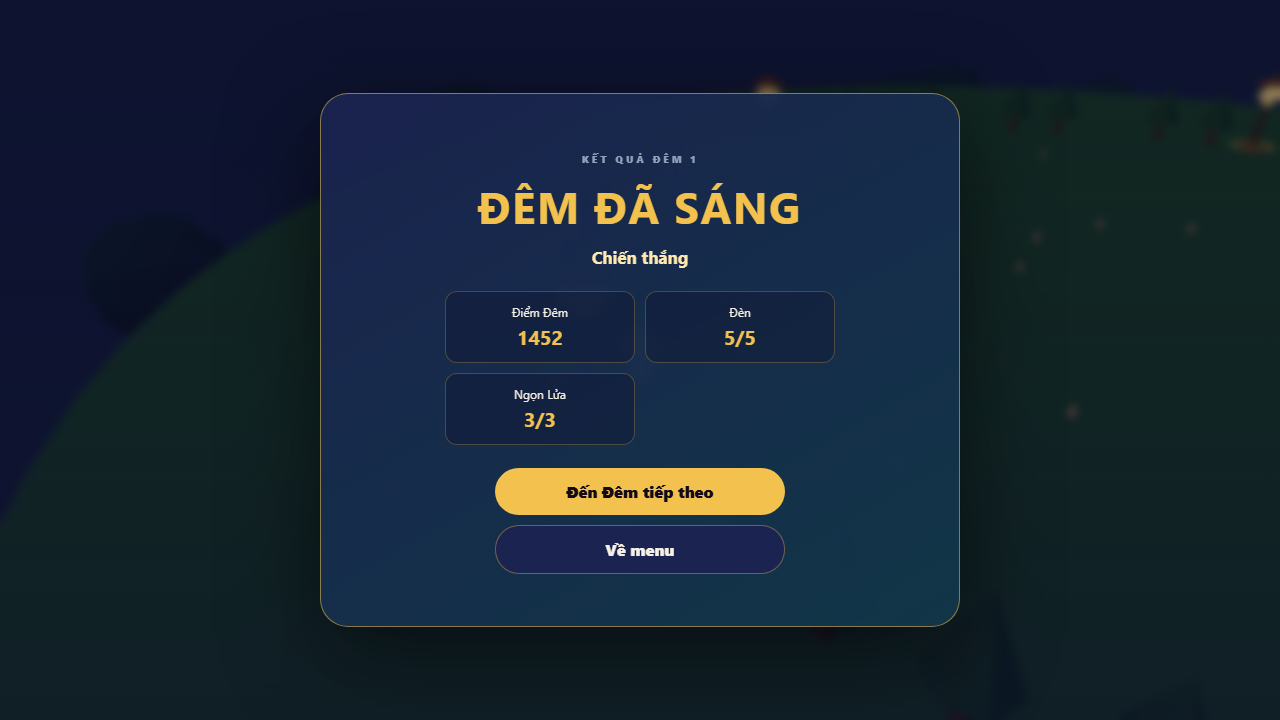 KẾT QUẢ ĐÊM 1
ĐÊM ĐÃ SÁNG
Chiến thắng
Điểm Đêm
1452
Đèn
5/5
Ngọn Lửa
3/3
Đến Đêm tiếp theo
Về menu